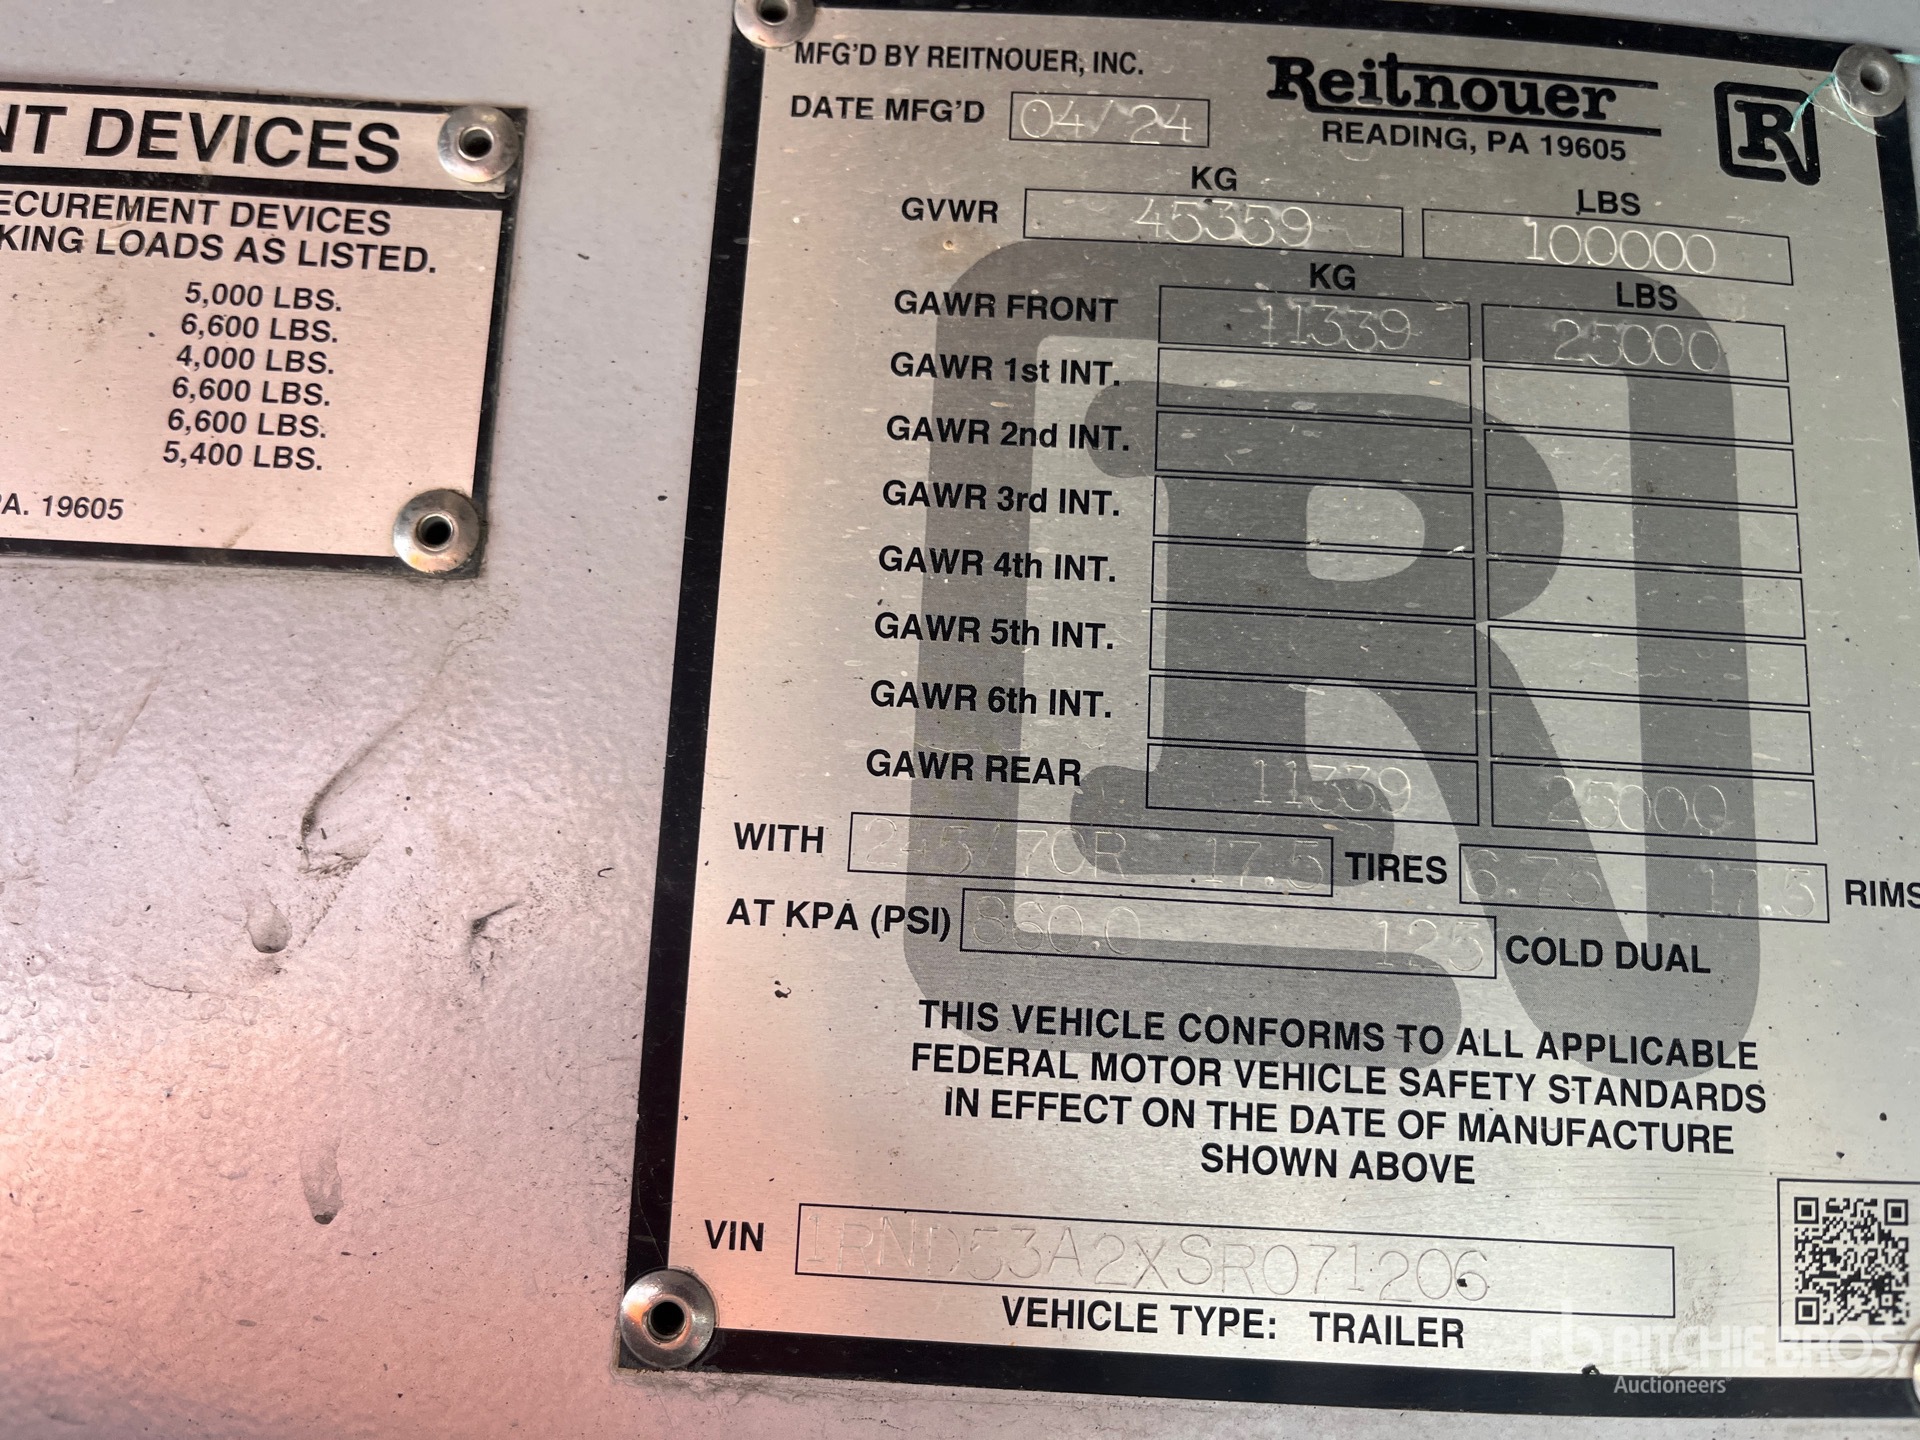 NT DEVICES
ECUREMENT DEVICES
KING LOADS AS LISTED.
5,000 LBS.
6,600 LBS.
4,000 LBS.
6,600 LBS.
6,600 LBS.
5,400 LBS.
PA. 19605
MFG'D BY REITNOUER, INC.
DATE MFG'D 04/24
Reitnouer
READING, PA 19605
R
KG LBS
GVWR 45359 100000
KG LBS
GAWR FRONT 11339 25000
GAWR 1st INT.
GAWR 2nd INT.
GAWR 3rd INT.
GAWR 4th INT.
GAWR 5th INT.
GAWR 6th INT.
GAWR REAR 11339 25000
WITH 245/70R 17.5 TIRES 6.75 17.5 RIMS
AT KPA (PSI) 860.0 125 COLD DUAL
THIS VEHICLE CONFORMS TO ALL APPLICABLE
FEDERAL MOTOR VEHICLE SAFETY STANDARDS
IN EFFECT ON THE DATE OF MANUFACTURE
SHOWN ABOVE
VIN 1RND53A2XSR071206
VEHICLE TYPE: TRAILER
rb RITCHIE BROS
Auctioneers